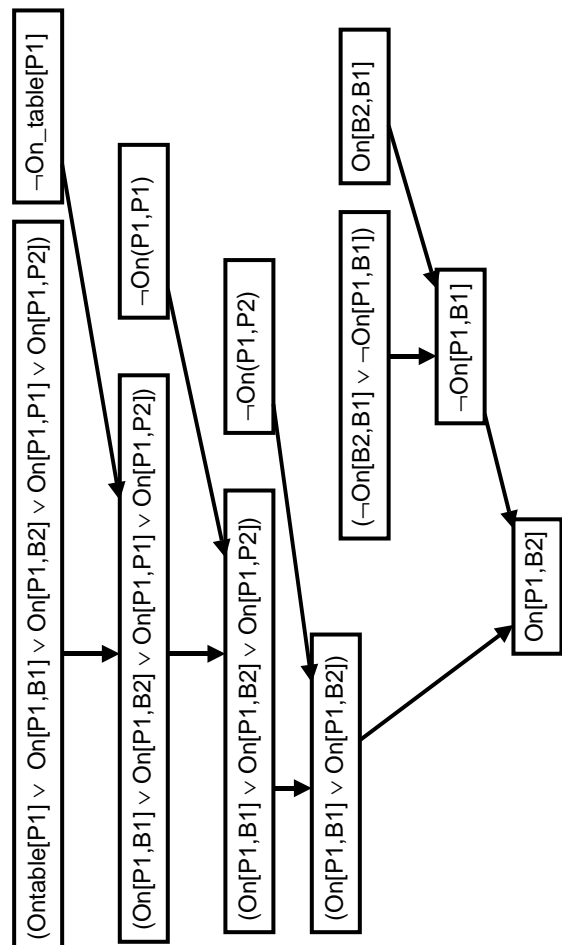 (Ontable[P1] ∨ On[P1,B1] ∨ On[P1,B2] ∨ On[P1,P1] ∨ On[P1,P2])
¬On_table[P1]
(On[P1,B1] ∨ On[P1,B2] ∨ On[P1,P1] ∨ On[P1,P2])
¬On(P1,P1)
(On[P1,B1] ∨ On[P1,B2] ∨ On[P1,P2])
¬On(P1,P2)
(On[P1,B1] ∨ On[P1,B2])
(¬On[B2,B1] ∨ ¬On[P1,B1])
On[B2,B1]
¬On[P1,B1]
On[P1,B2]